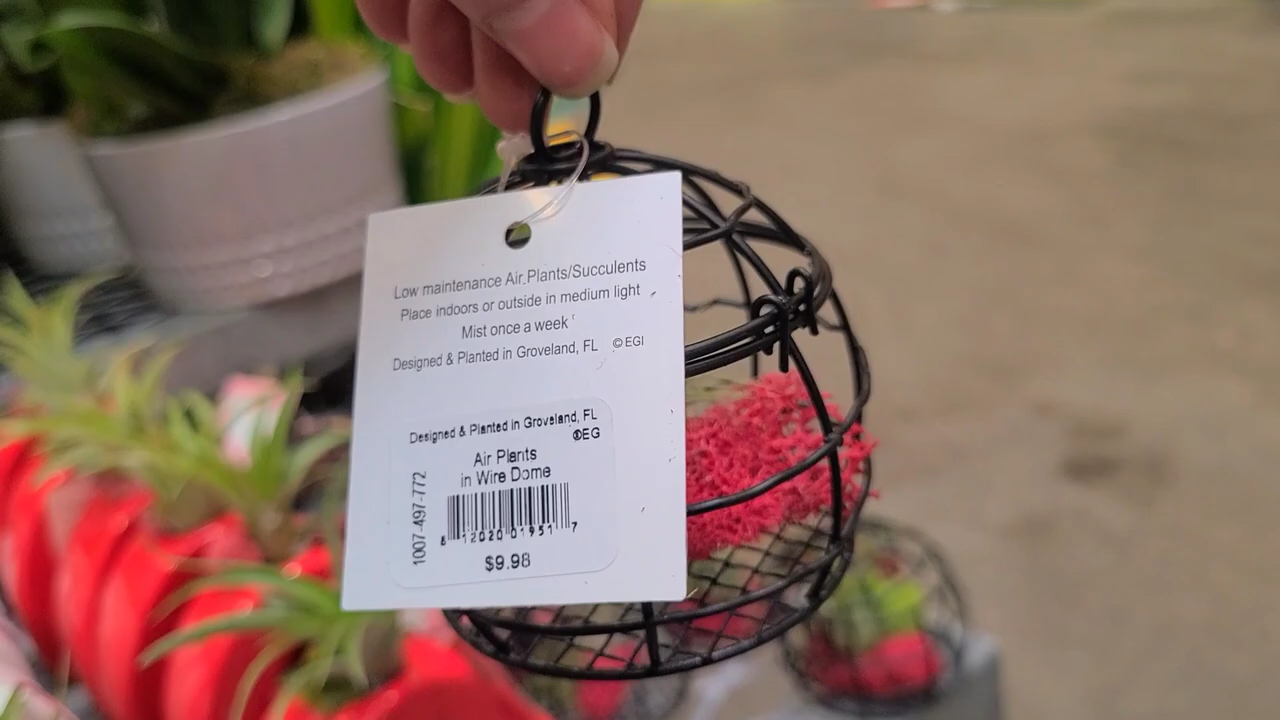 Low maintenance Air Plants/Succulents
Place indoors or outside in medium light
Mist once a week
Designed & Planted in Groveland, FL ©EGI
Designed & Planted in Groveland, FL
®EG
Air Plants
in Wire Dome
1007-497-772
8 12020 01951 7
$9.98